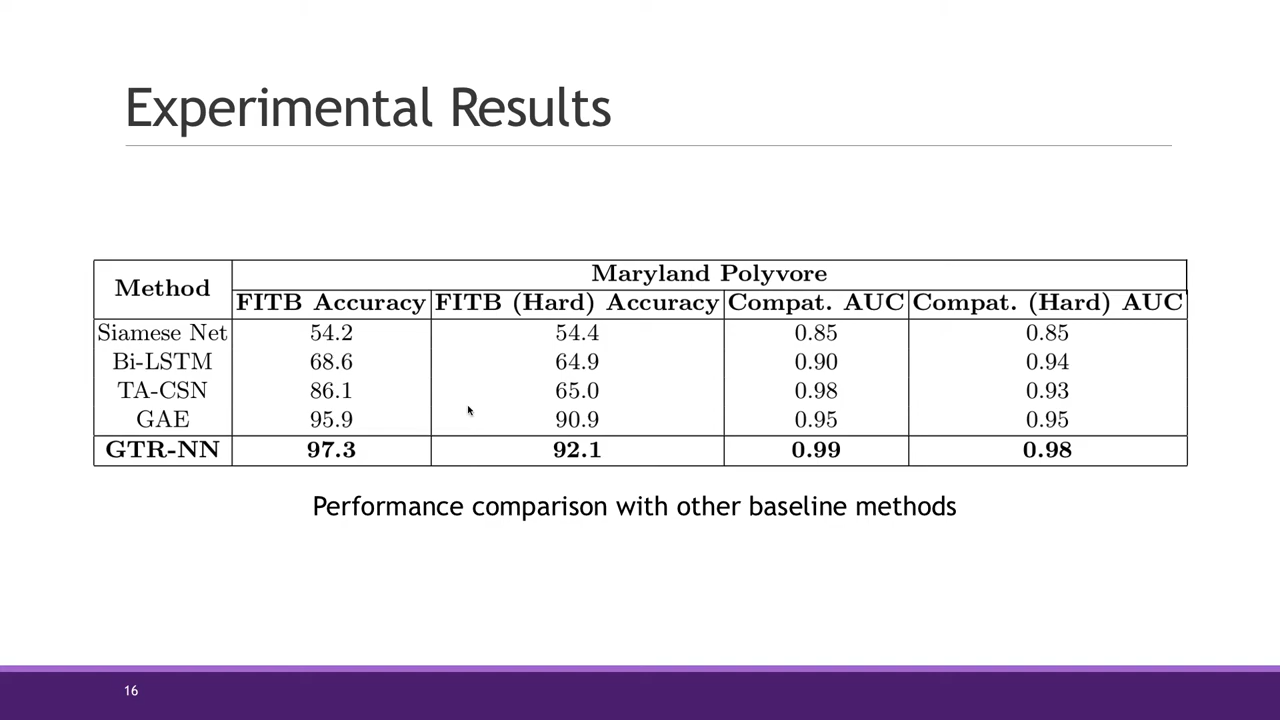 Experimental Results
Method Maryland Polyvore
FITB Accuracy FITB (Hard) Accuracy Compat. AUC Compat. (Hard) AUC
Siamese Net 54.2 54.4 0.85 0.85
Bi-LSTM 68.6 64.9 0.90 0.94
TA-CSN 86.1 65.0 0.98 0.93
GAE 95.9 90.9 0.95 0.95
GTR-NN 97.3 92.1 0.99 0.98
Performance comparison with other baseline methods
16